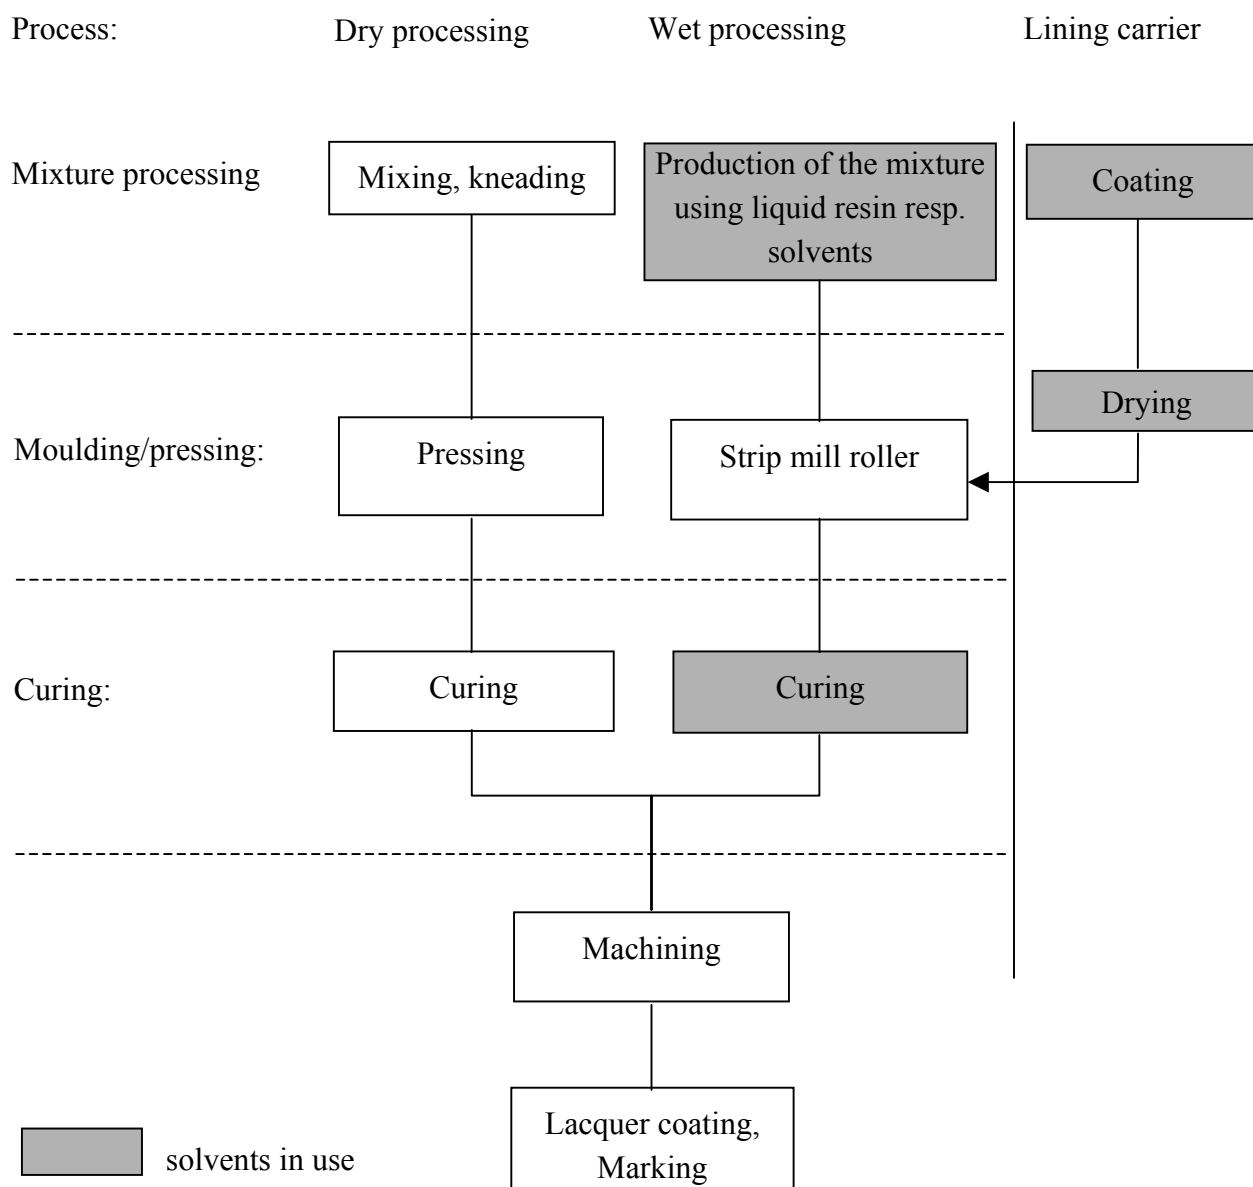 Process:
Dry processing
Wet processing
Lining carrier
Mixture processing
Mixing, kneading
Production of the mixture
using liquid resin resp.
solvents
Coating
Drying
Moulding/pressing:
Pressing
Strip mill roller
Curing:
Curing
Curing
Machining
Lacquer coating,
Marking
solvents in use